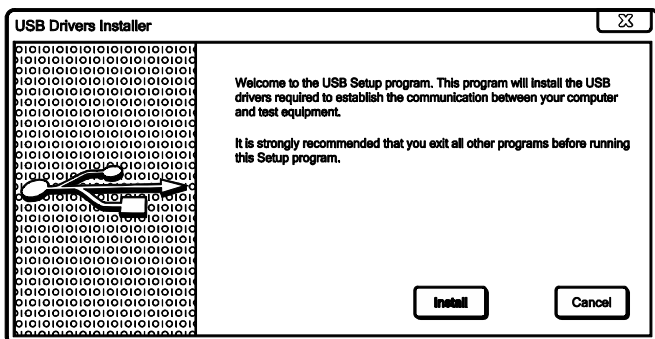 USB Drivers Installer
Welcome to the USB Setup program. This program will install the USB
drivers required to establish the communication between your computer
and test equipment.
It is strongly recommended that you exit all other programs before running
this Setup program.
Install
Cancel